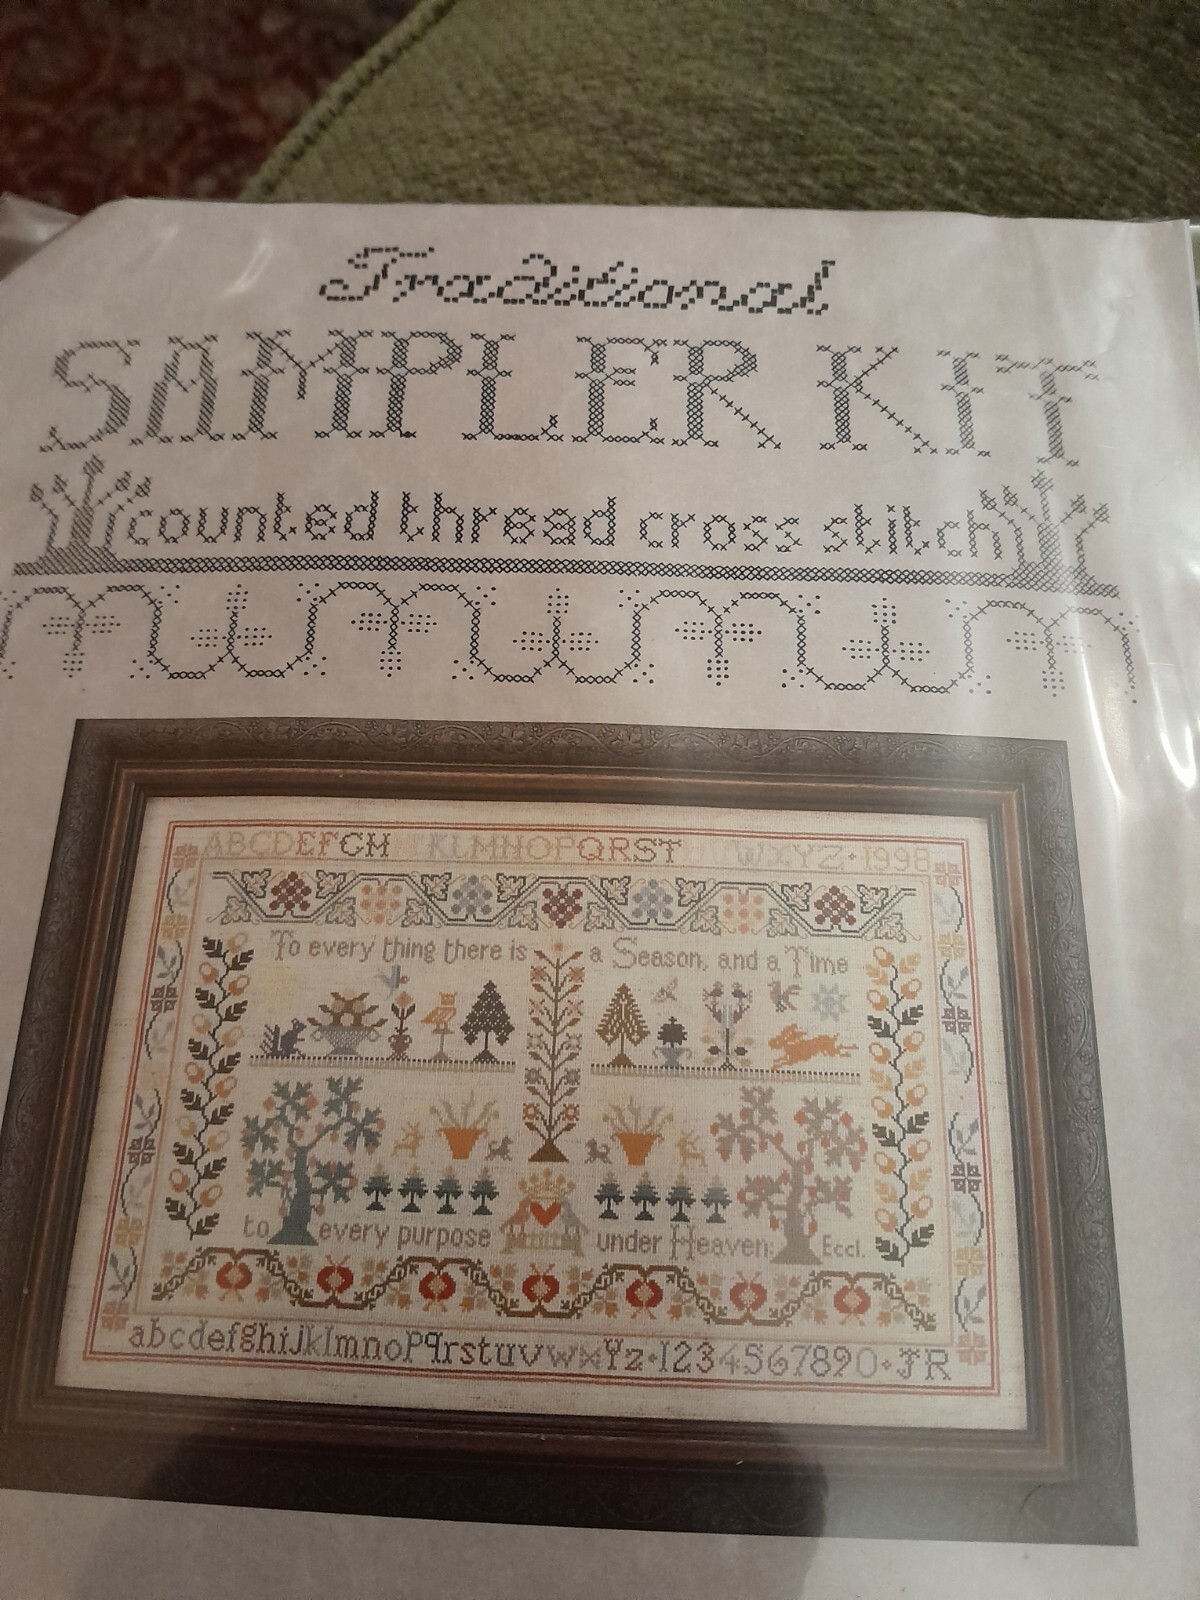 Traditional
SAMPLER KIT
counted thread cross stitch
ABCDEFGH KLMNOPQRST WXYZ·1998
To every thing there is a Season, and a Time
to every purpose under Heaven: Eccl.
abcdefghijklmnopqrstuvwxyz·1234567890·JR